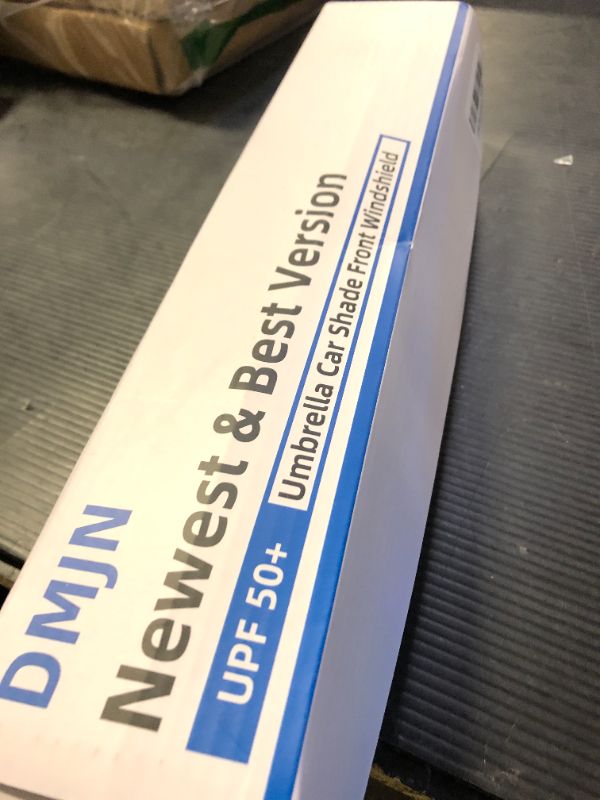 DMJN
Newest & Best Version
UPF 50+ Umbrella Car Shade Front Windshield